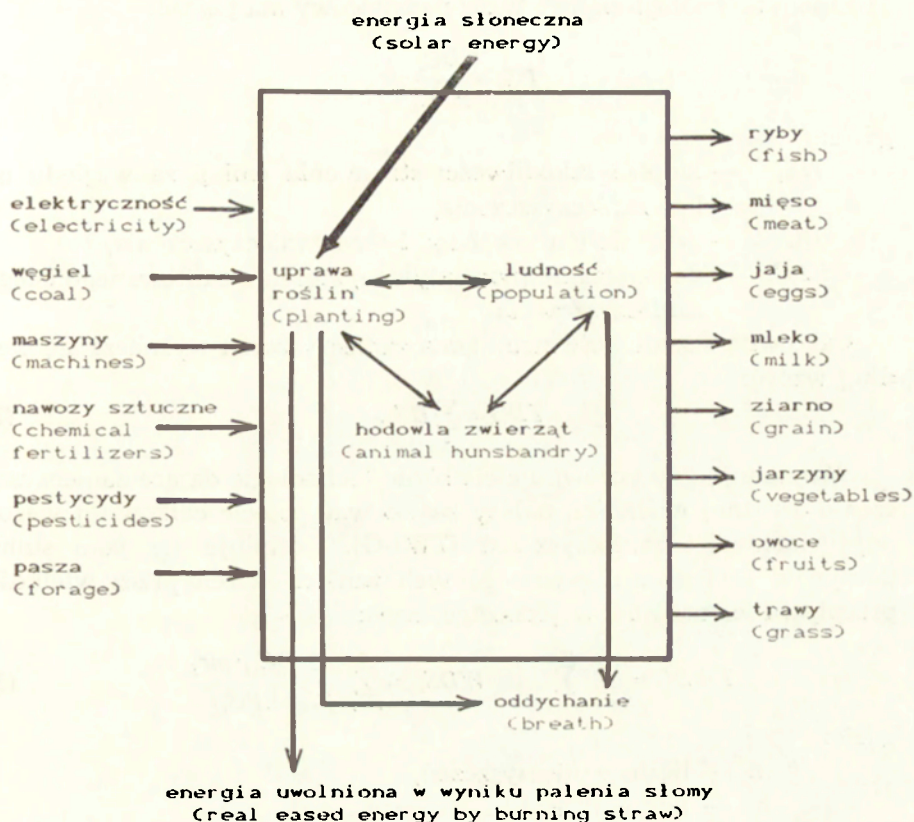 energia słoneczna
(solar energy)
elektryczność
(electricity)
węgiel
(coal)
maszyny
(machines)
nawozy sztuczne
(chemical
fertilizers)
pestycydy
(pesticides)
pasza
(forage)
uprawa
roślin
(planting)
ludność
(population)
hodowla zwierząt
(animal hunsbandry)
ryby
(fish)
mięso
(meat)
jaja
(eggs)
mleko
(milk)
ziarno
(grain)
jarzyny
(vegetables)
owoce
(fruits)
trawy
(grass)
oddychanie
(breath)
energia uwolniona w wyniku palenia słomy
(real eased energy by burning straw)